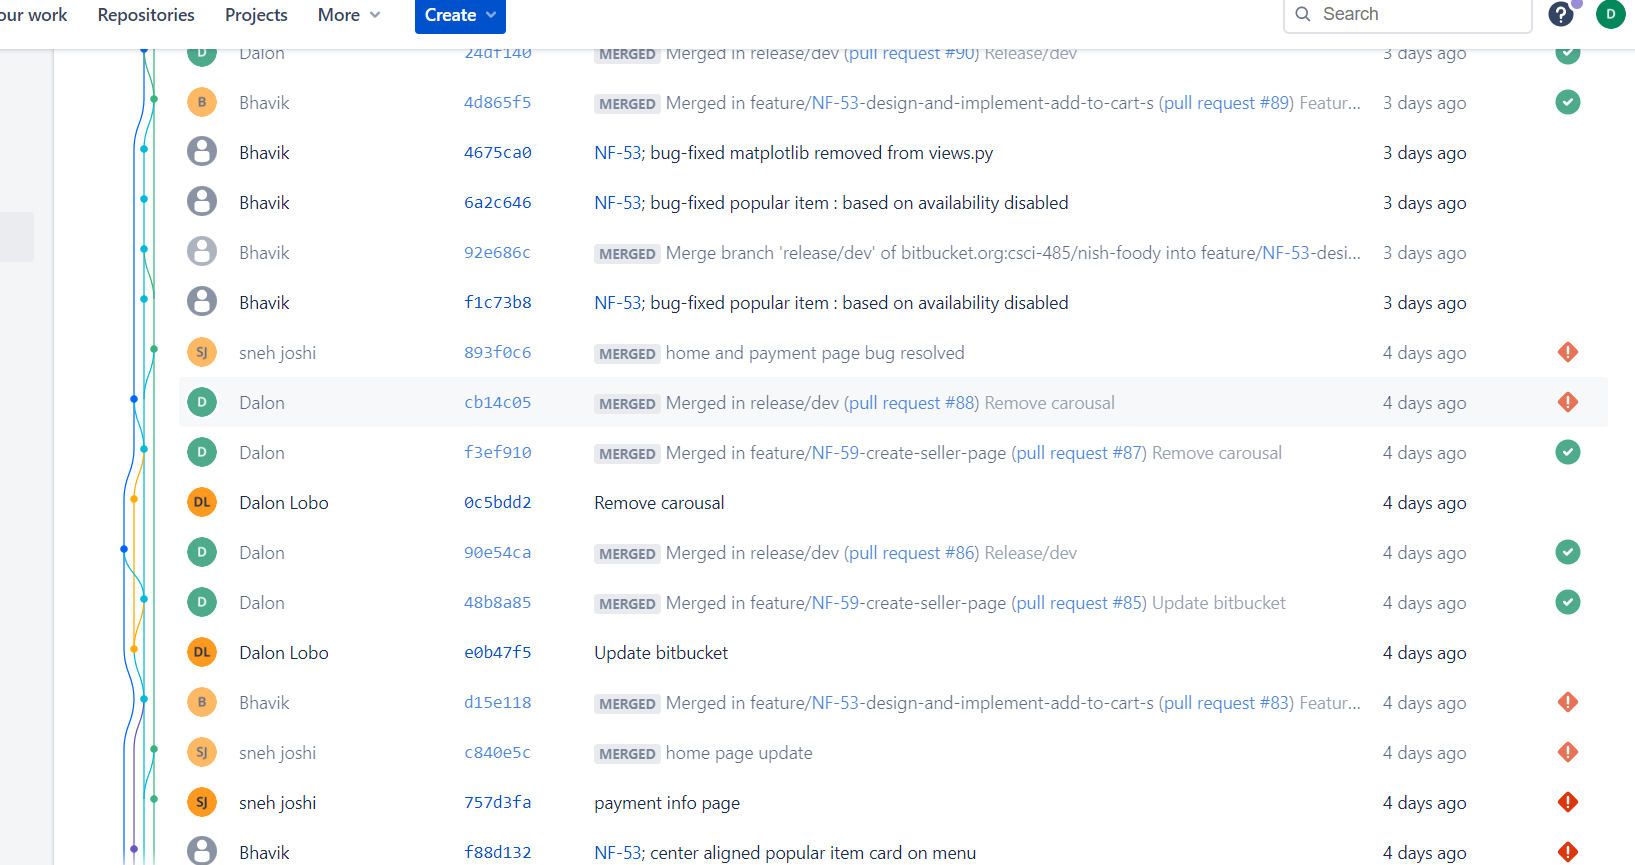 our work Repositories Projects More Create Search ? D
D Dalon 24df140 MERGED Merged in release/dev (pull request #90) Release/dev 3 days ago
B Bhavik 4d865f5 MERGED Merged in feature/NF-53-design-and-implement-add-to-cart-s (pull request #89) Featur... 3 days ago
Bhavik 4675ca0 NF-53; bug-fixed matplotlib removed from views.py 3 days ago
Bhavik 6a2c646 NF-53; bug-fixed popular item : based on availability disabled 3 days ago
Bhavik 92e686c MERGED Merge branch 'release/dev' of bitbucket.org:csci-485/nish-foody into feature/NF-53-desi... 3 days ago
Bhavik f1c73b8 NF-53; bug-fixed popular item : based on availability disabled 3 days ago
SJ sneh joshi 893f0c6 MERGED home and payment page bug resolved 4 days ago
D Dalon cb14c05 MERGED Merged in release/dev (pull request #88) Remove carousal 4 days ago
D Dalon f3ef910 MERGED Merged in feature/NF-59-create-seller-page (pull request #87) Remove carousal 4 days ago
DL Dalon Lobo 0c5bdd2 Remove carousal 4 days ago
D Dalon 90e54ca MERGED Merged in release/dev (pull request #86) Release/dev 4 days ago
D Dalon 48b8a85 MERGED Merged in feature/NF-59-create-seller-page (pull request #85) Update bitbucket 4 days ago
DL Dalon Lobo e0b47f5 Update bitbucket 4 days ago
B Bhavik d15e118 MERGED Merged in feature/NF-53-design-and-implement-add-to-cart-s (pull request #83) Featur... 4 days ago
SJ sneh joshi c840e5c MERGED home page update 4 days ago
SJ sneh joshi 757d3fa payment info page 4 days ago
Bhavik f88d132 NF-53; center aligned popular item card on menu 4 days ago